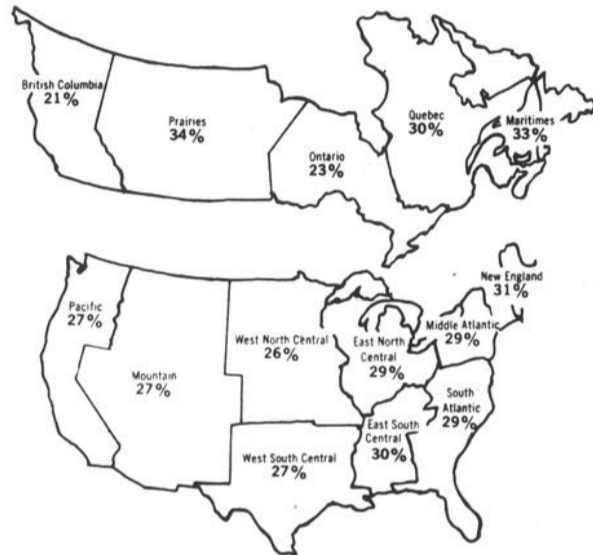 British Columbia
21%
Prairies
34%
Ontario
23%
Quebec
30%
Maritimes
33%
New England
31%
Pacific
27%
Mountain
27%
West North Central
26%
East North
Central
29%
Middle Atlantic
29%
South
Atlantic
29%
East South
Central
30%
West South Central
27%